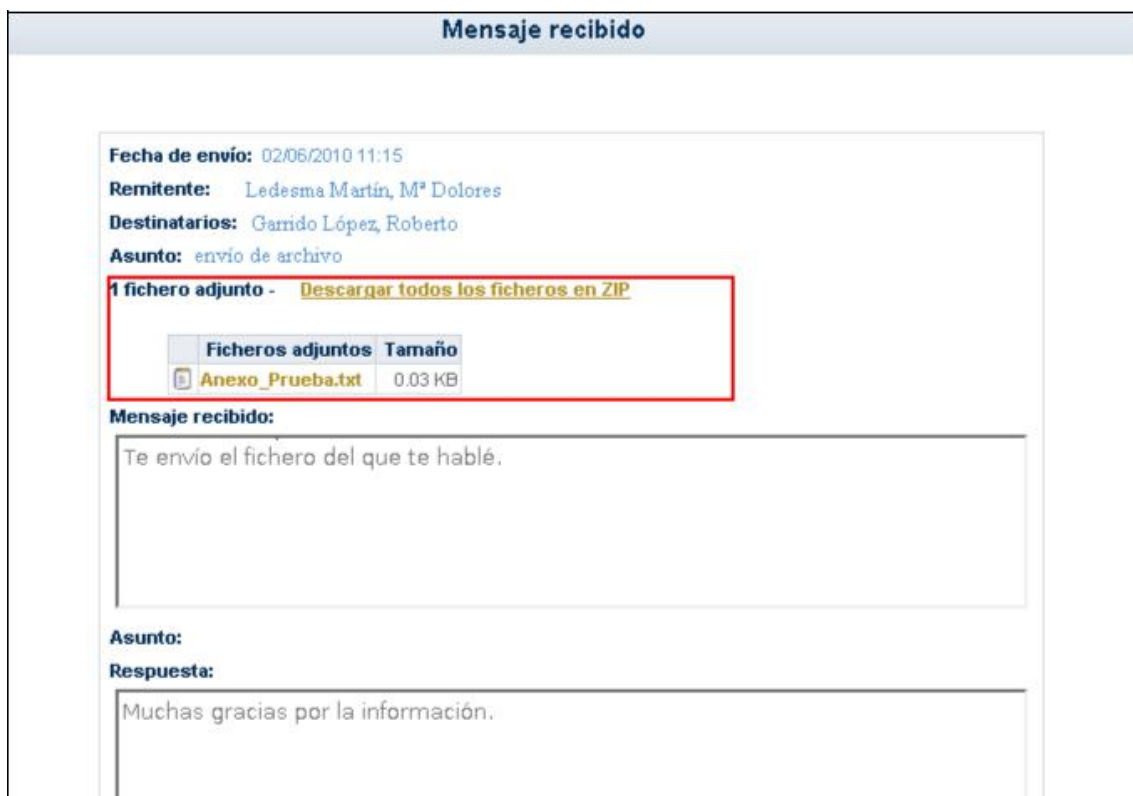 Mensaje recibido
Fecha de envío: 02/06/2010 11:15
Remitente: Ledesma Martín, Mª Dolores
Destinatarios: Garrido López, Roberto
Asunto: envío de archivo
1 fichero adjunto - Descargar todos los ficheros en ZIP
Ficheros adjuntos Tamaño
Anexo_Prueba.txt 0.03 KB
Mensaje recibido:
Te envío el fichero del que te hablé.
Asunto:
Respuesta:
Muchas gracias por la información.